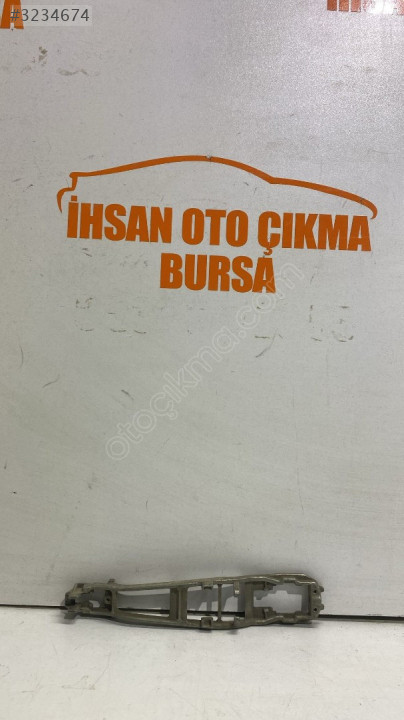 #3234674
İHSAN OTO ÇIKMA
BURSA
otoçıkma.com